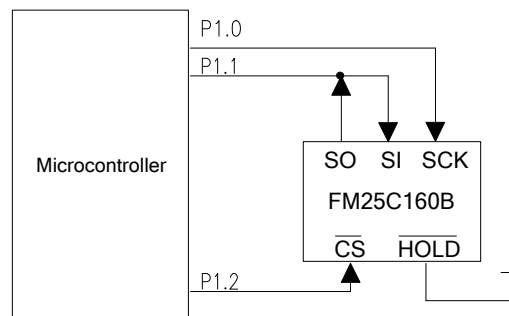 P1.0
P1.1
Microcontroller
SO SI SCK
FM25C160B
CS HOLD
P1.2